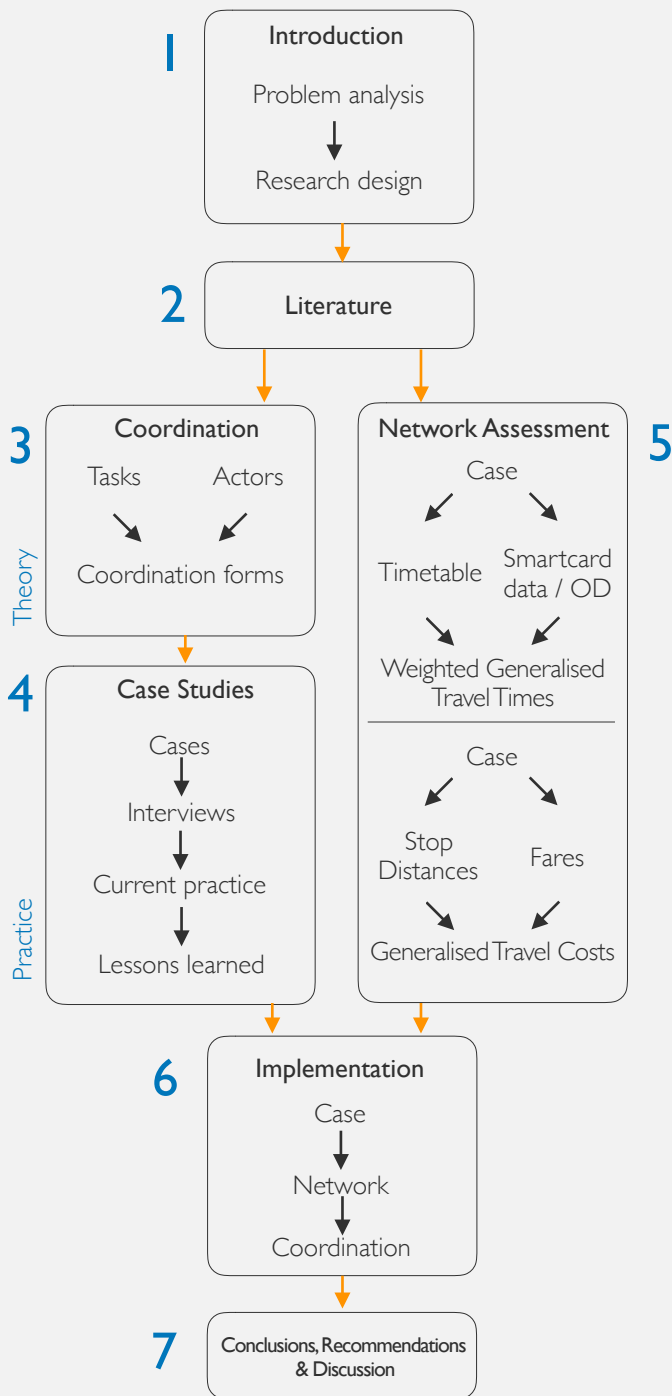 1
Introduction
Problem analysis
Research design
2
Literature
3
Coordination
Tasks Actors
Coordination forms
Theory
4
Case Studies
Cases
Interviews
Current practice
Lessons learned
Practice
5
Network Assessment
Case
Timetable
Smartcard
data / OD
Weighted Generalised
Travel Times
Case
Stop
Distances
Fares
Generalised Travel Costs
6
Implementation
Case
Network
Coordination
7
Conclusions, Recommendations
& Discussion